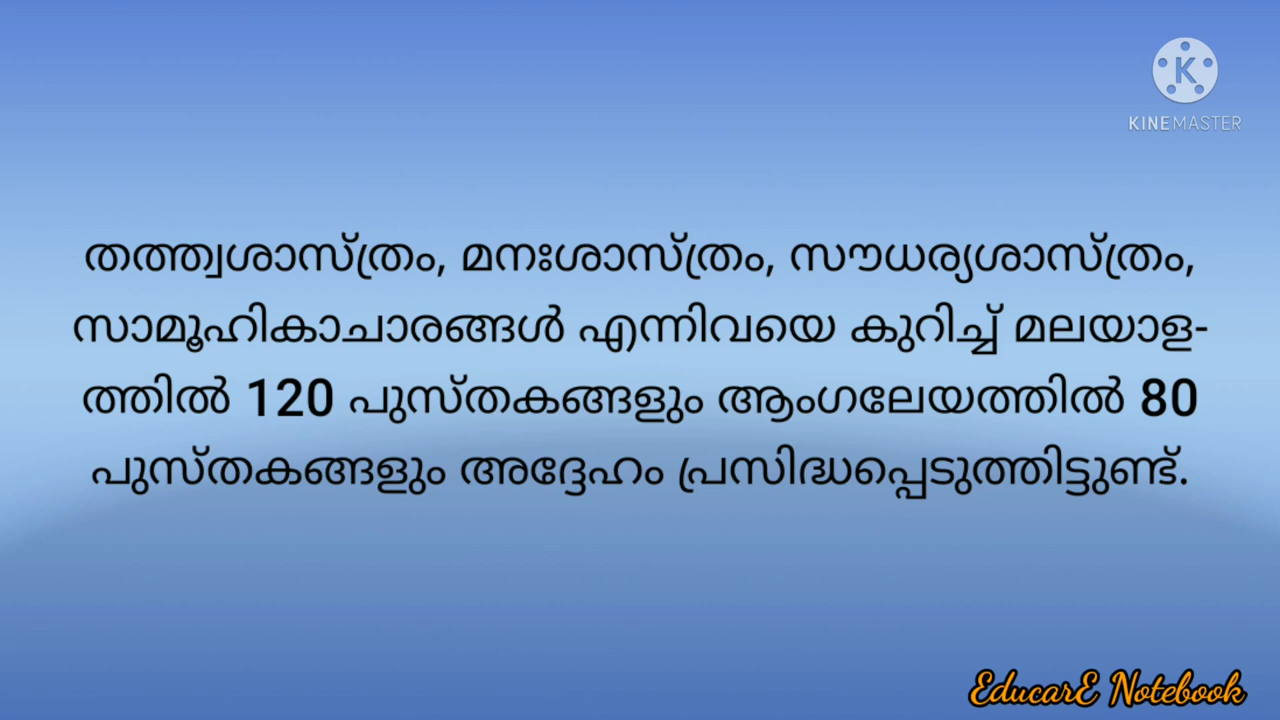 KINEMASTER
തത്ത്വശാസ്ത്രം, മനഃശാസ്ത്രം, സൗധര്യശാസ്ത്രം,
സാമൂഹികാചാരങ്ങൾ എന്നിവയെ കുറിച്ച് മലയാള-
ത്തിൽ 120 പുസ്തകങ്ങളും ആംഗലേയത്തിൽ 80
പുസ്തകങ്ങളും അദ്ദേഹം പ്രസിദ്ധപ്പെടുത്തിട്ടുണ്ട്.
EducarE Notebook